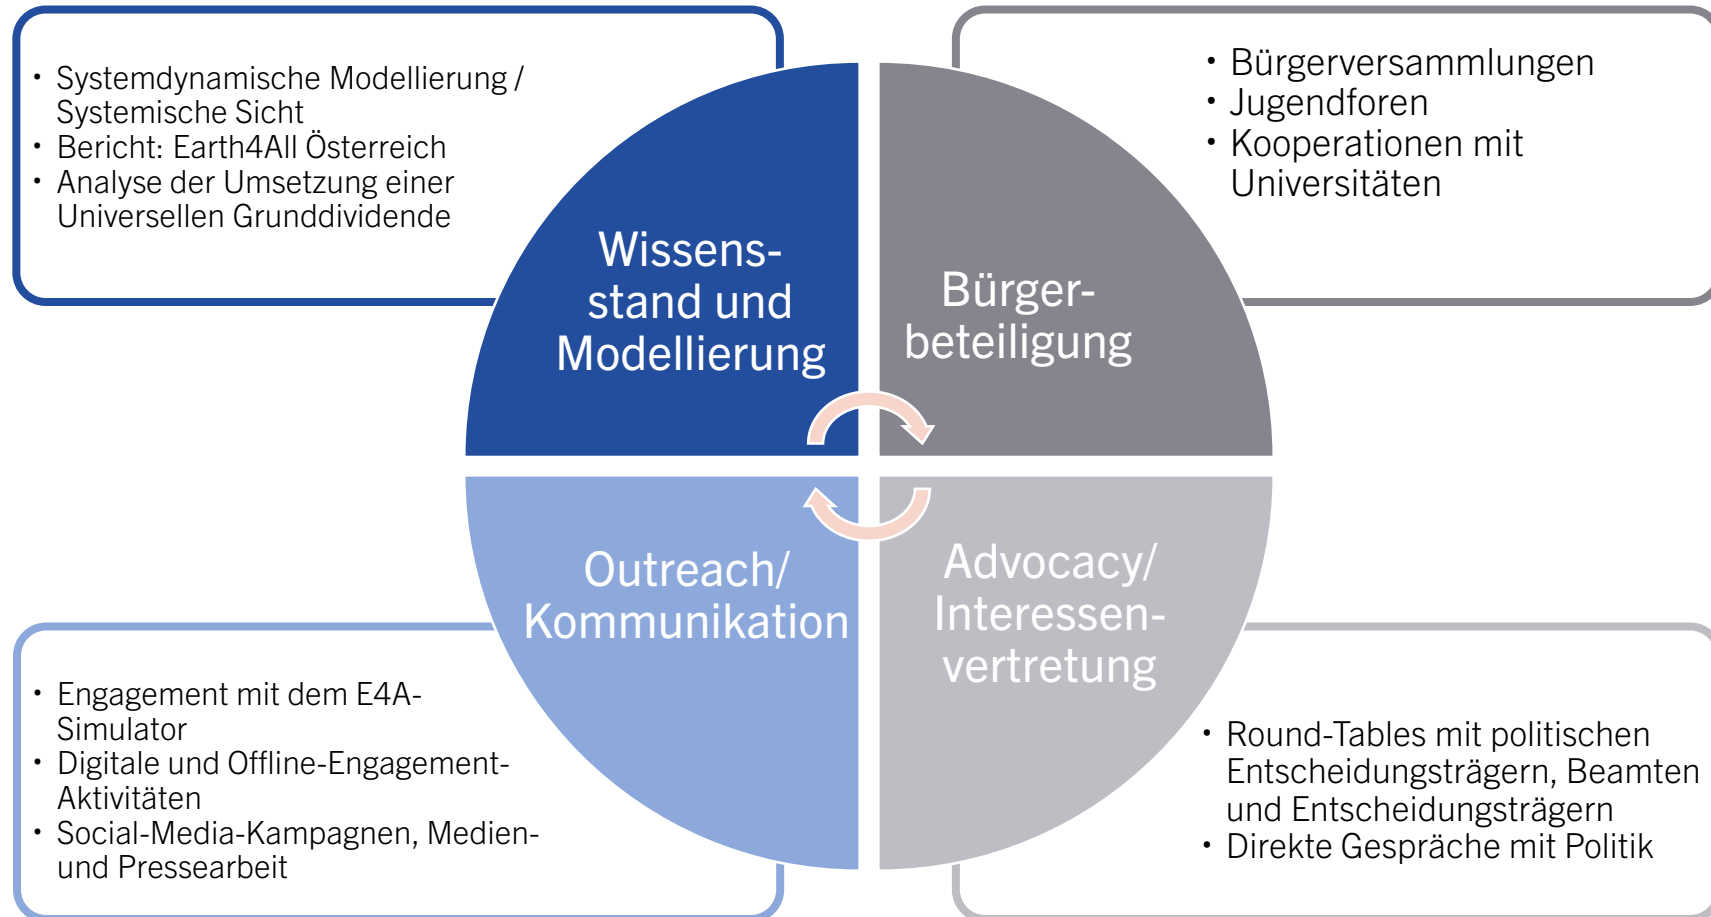 • Systemdynamische Modellierung /
Systemische Sicht
• Bericht: Earth4All Österreich
• Analyse der Umsetzung einer
Universellen Grunddividende
• Bürgerversammlungen
• Jugendforen
• Kooperationen mit
Universitäten
Wissens-
stand und
Modellierung
Bürger-
beteiligung
Outreach/
Kommunikation
Advocacy/
Interessen-
vertretung
• Engagement mit dem E4A-
Simulator
• Digitale und Offline-Engagement-
Aktivitäten
• Social-Media-Kampagnen, Medien-
und Pressearbeit
• Round-Tables mit politischen
Entscheidungsträgern, Beamten
und Entscheidungsträgern
• Direkte Gespräche mit Politik